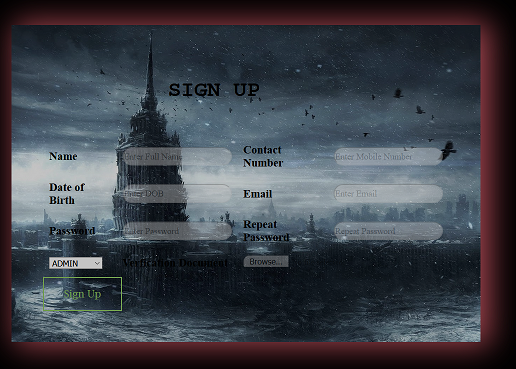 SIGN UP
Name Enter Full Name Contact Number Enter Mobile Number
Date of Birth Enter DOB Email Enter Email
Password Enter Password Repeat Password Repeat Password
ADMIN Verification Document Browse...
Sign Up